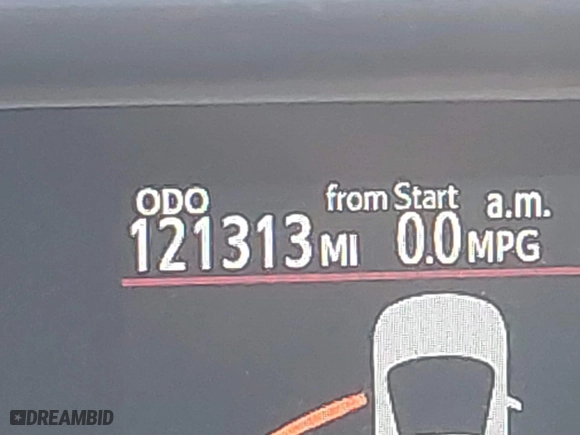 ODO from Start a.m.
121313 MI 0.0 MPG
DREAMBID